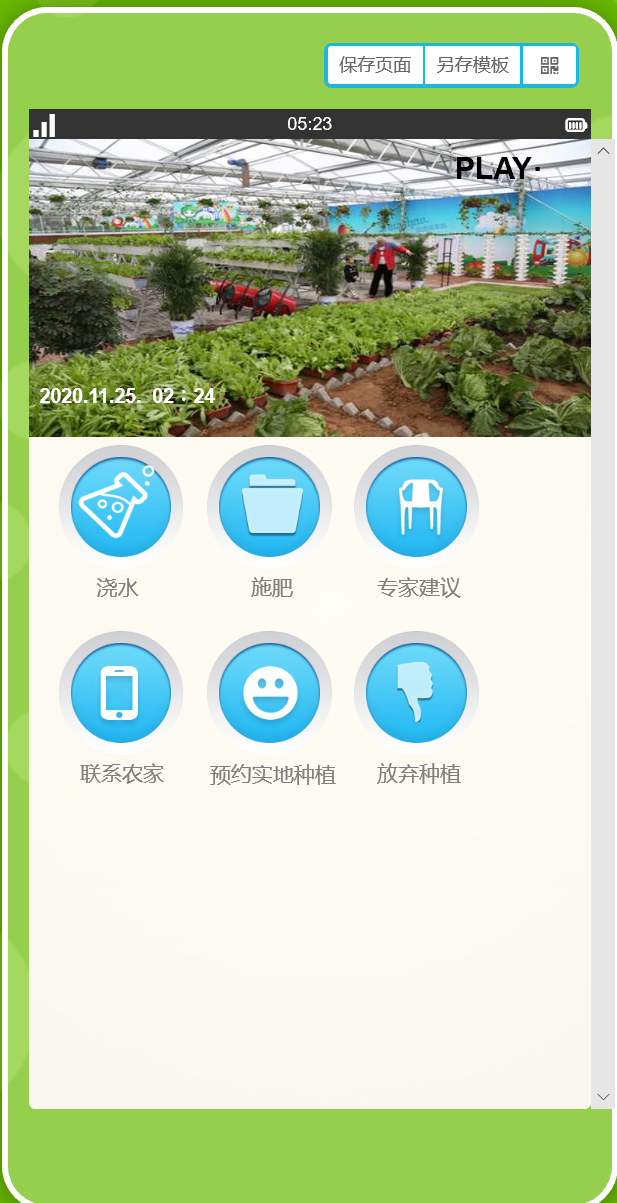 保存页面 另存模板
05:23
PLAY·
2020.11.25. 02：24
浇水 施肥 专家建议
联系农家 预约实地种植 放弃种植